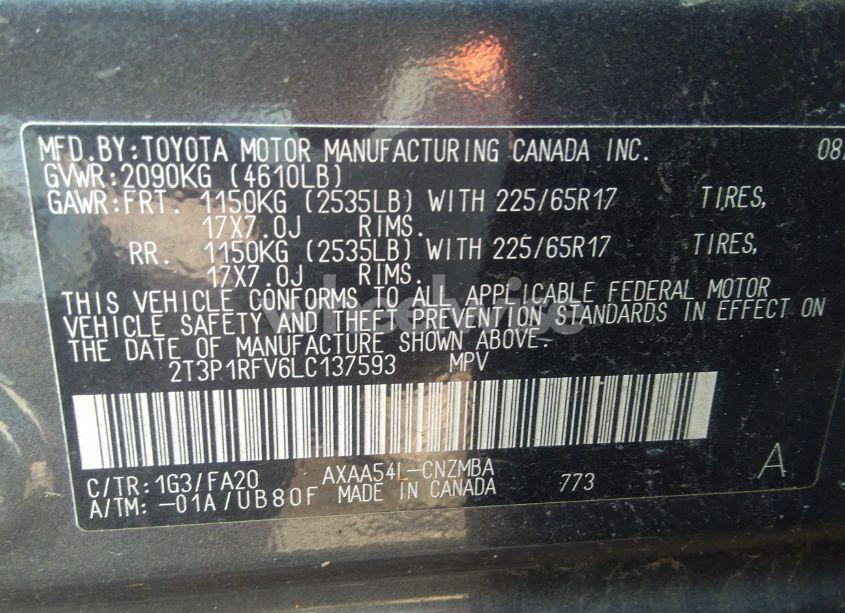 MFD.BY:TOYOTA MOTOR MANUFACTURING CANADA INC. 08
GVWR:2090KG (4610LB)
GAWR:FRT. 1150KG (2535LB) WITH 225/65R17 TIRES,
17X7.0J RIMS.
RR. 1150KG (2535LB) WITH 225/65R17 TIRES,
17X7.0J RIMS.
THIS VEHICLE CONFORMS TO ALL APPLICABLE FEDERAL MOTOR
VEHICLE SAFETY AND THEFT PREVENTION STANDARDS IN EFFECT ON
THE DATE OF MANUFACTURE SHOWN ABOVE.
2T3P1RFV6LC137593 MPV
C/TR:1G3/FA20 AXAA54L-CNZMBA 773 A
A/TM:-01A/UB80F MADE IN CANADA